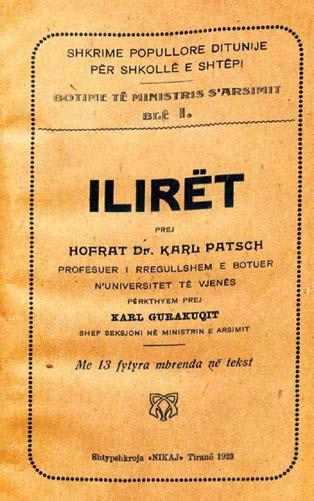 SHKRIME POPULLORE DITUNIJE
PËR SHKOLLË E SHTËPI
BOTIME TË MINISTRIS S'ARSIMIT
BLÊ I.
ILIRËT
PREJ
HOFRAT Dr. KARL PATSCH
PROFESUER I RREGULLSHEM E BOTUER
N'UNIVERSITET TË VJENËS
PËRKTHYEM PREJ
KARL GURAKUQIT
SHEF SEKSJONI NË MINISTRIN E ARSIMIT
Me 13 fytyra mbrenda në tekst
Shtypshkroja «NIKAJ» Tiranë 1923